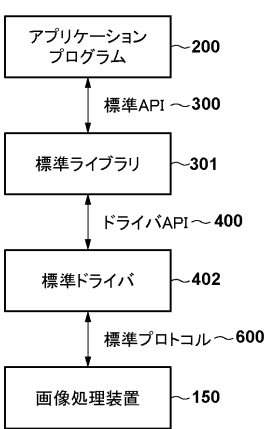 アプリケーション
プログラム
200
標準API 300
標準ライブラリ
301
ドライバAPI 400
標準ドライバ
402
標準プロトコル 600
画像処理装置
150